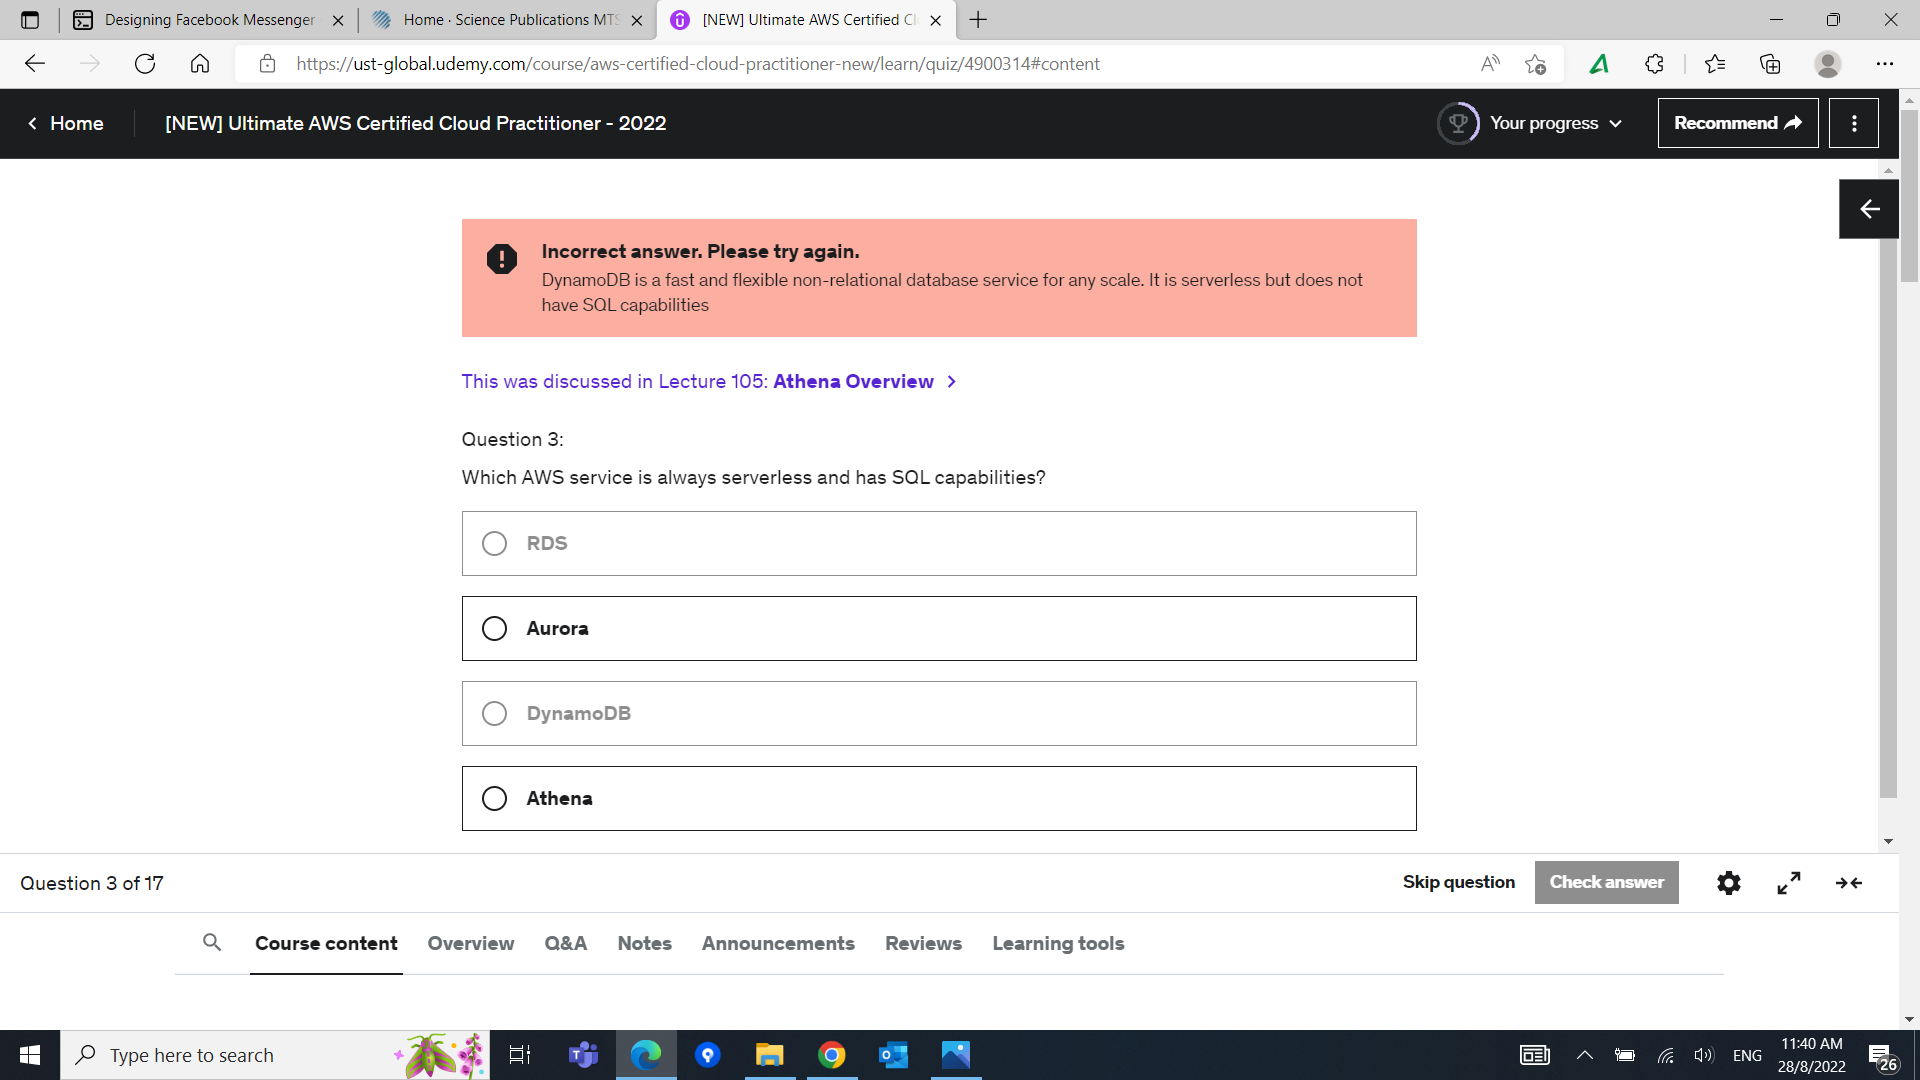 Designing Facebook Messenger
Home · Science Publications MTS
[NEW] Ultimate AWS Certified Cl
https://ust-global.udemy.com/course/aws-certified-cloud-practitioner-new/learn/quiz/4900314#content
Home
[NEW] Ultimate AWS Certified Cloud Practitioner - 2022
Your progress
Recommend
Incorrect answer. Please try again.
DynamoDB is a fast and flexible non-relational database service for any scale. It is serverless but does not
have SQL capabilities
This was discussed in Lecture 105: Athena Overview
Question 3:
Which AWS service is always serverless and has SQL capabilities?
RDS
Aurora
DynamoDB
Athena
Question 3 of 17
Skip question
Check answer
Course content
Overview
Q&A
Notes
Announcements
Reviews
Learning tools
Type here to search
ENG
11:40 AM
28/8/2022
26